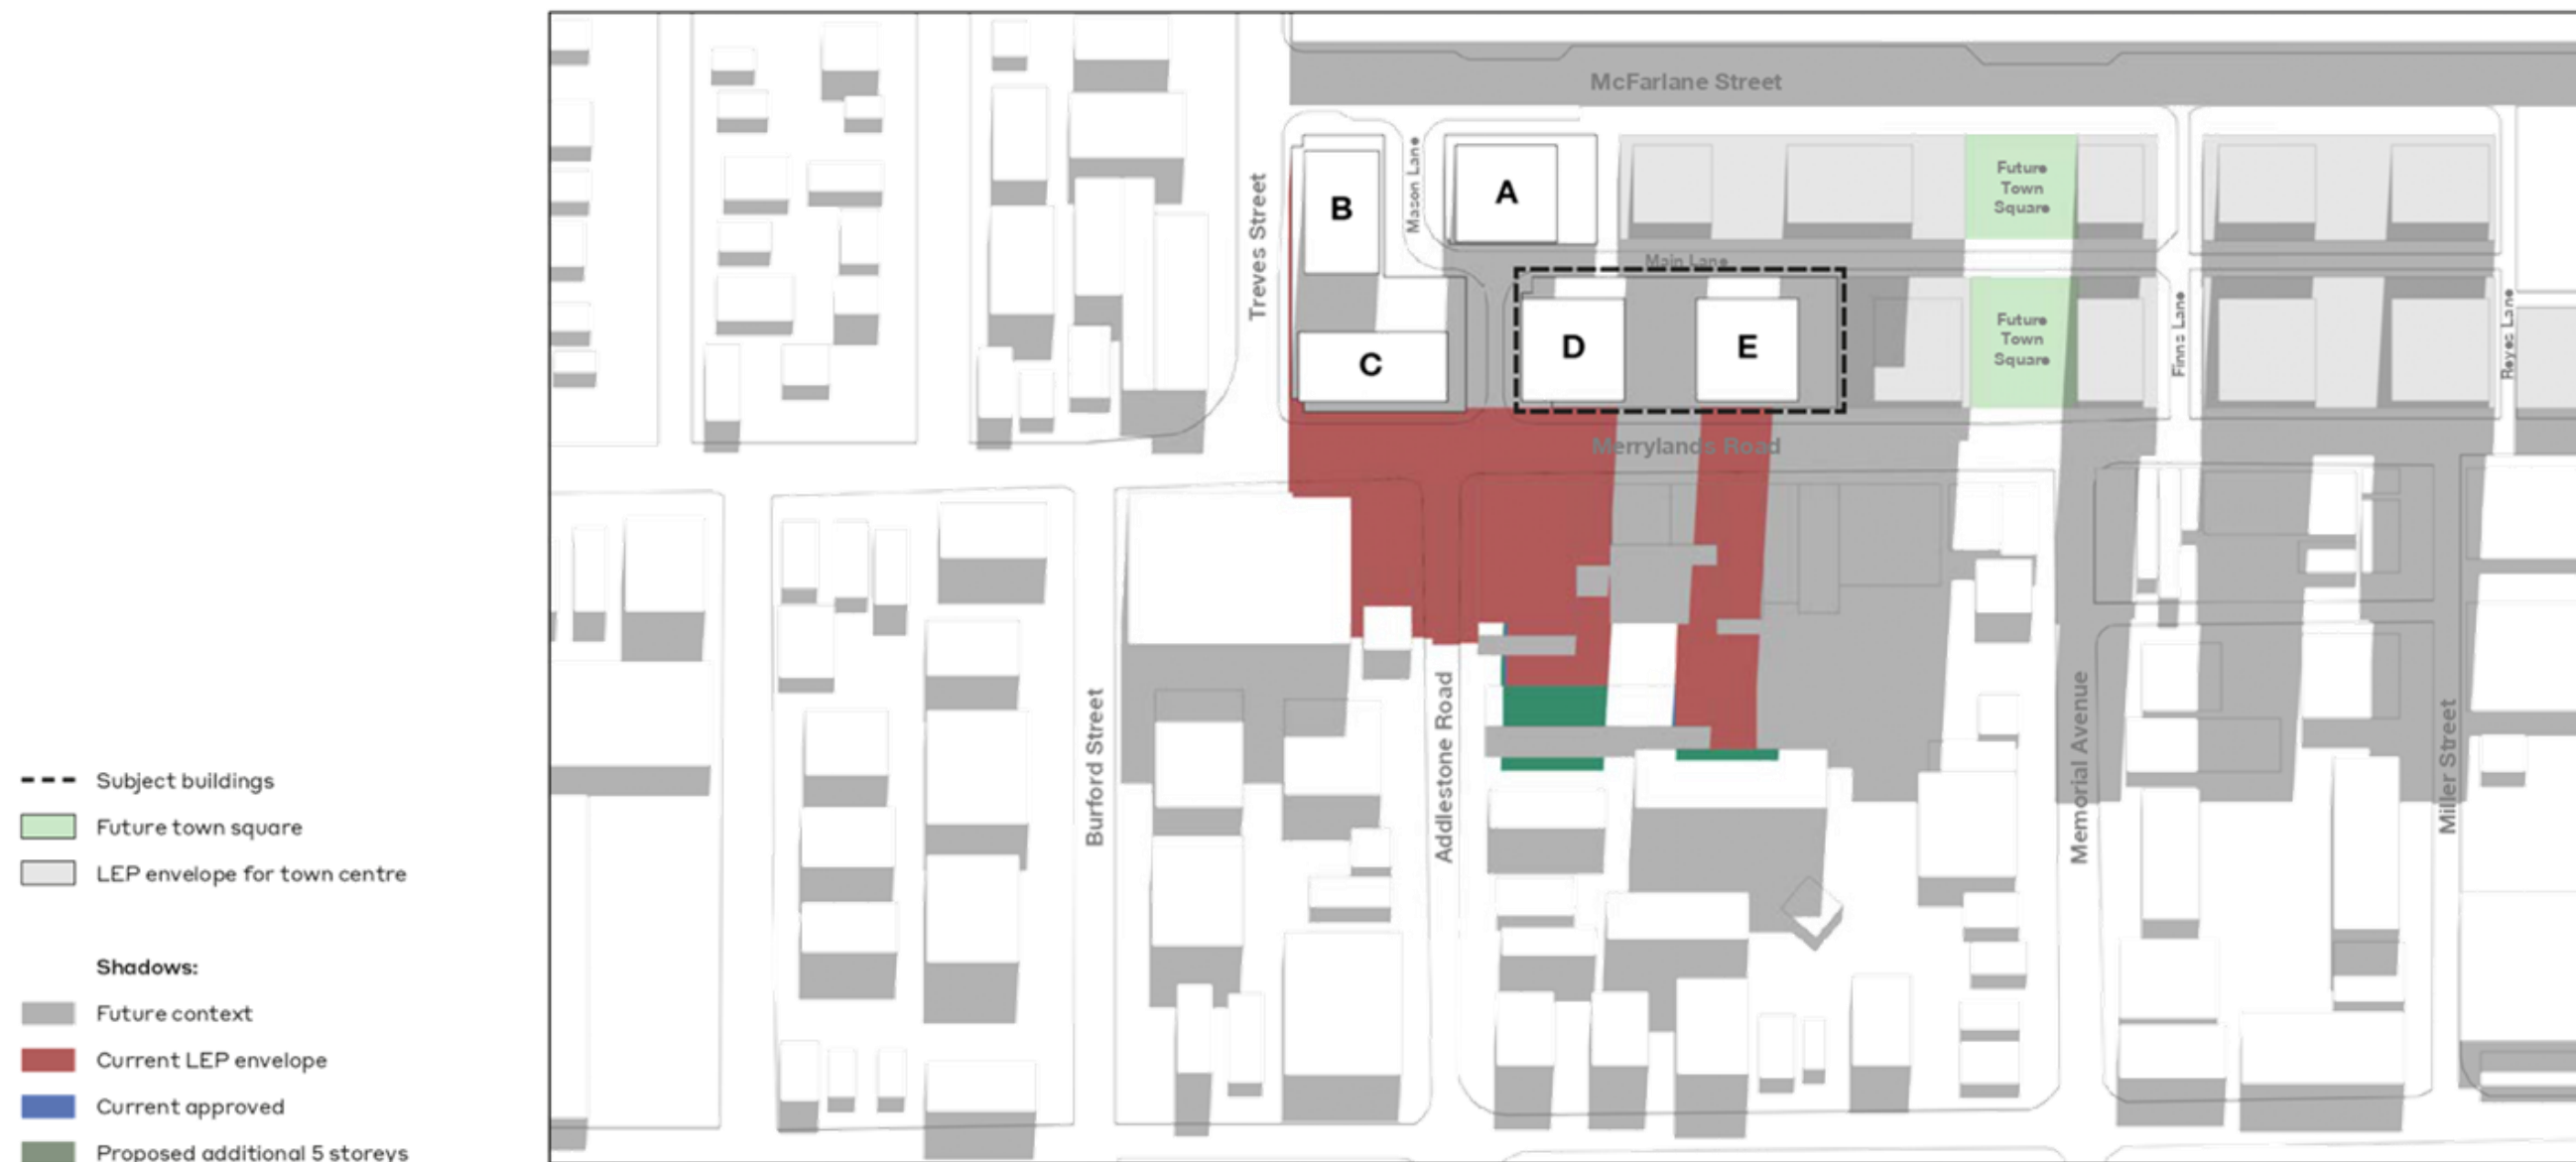 McFarlane Street
Treves Street
B
Mason Lane
A
Future
Town
Square
Main Lane
C
D
E
Future
Town
Square
Finns Lane
Reyes Lane
Merrylands Road
Burford Street
Addlestone Road
Memorial Avenue
Miller Street
Subject buildings
Future town square
LEP envelope for town centre
Shadows:
Future context
Current LEP envelope
Current approved
Proposed additional 5 storeys